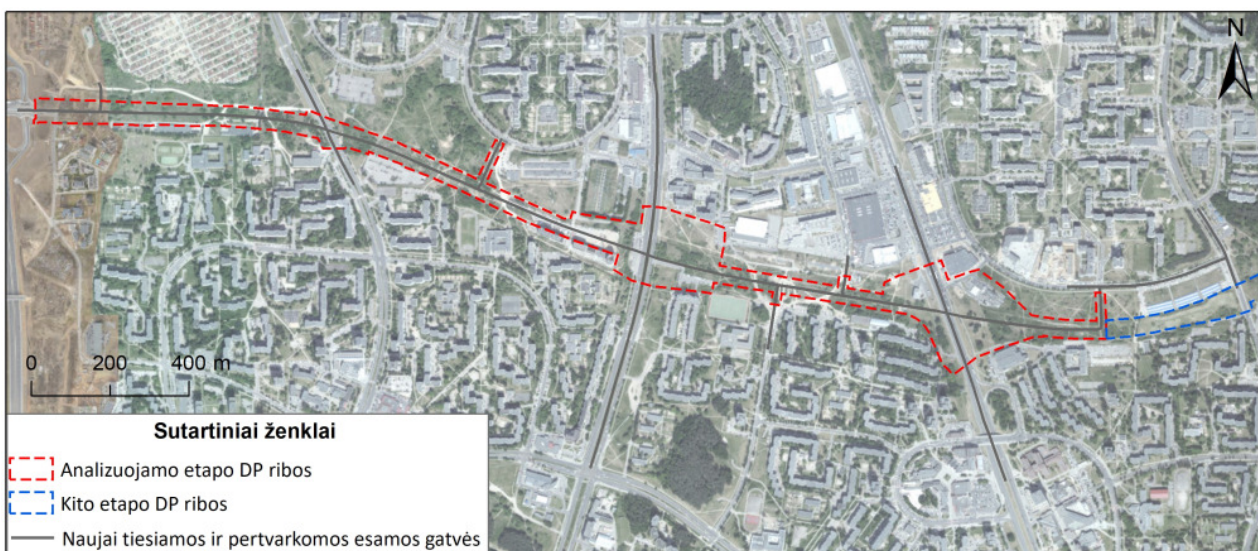 N
0 200 400 m
Sutartiniai ženklai
Analizuojamo etapo DP ribos
Kito etapo DP ribos
Naujai tiesiamos ir pertvarkomos esamos gatvės